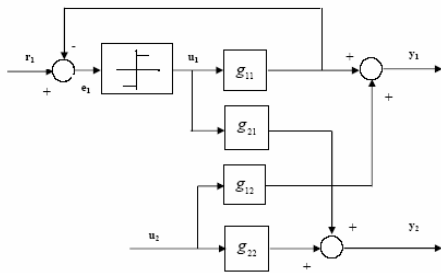 -
r₁
+
e₁
u₁
g₁₁
+
y₁
+
g₂₁
g₁₂
u₂
g₂₂
+
+
y₂